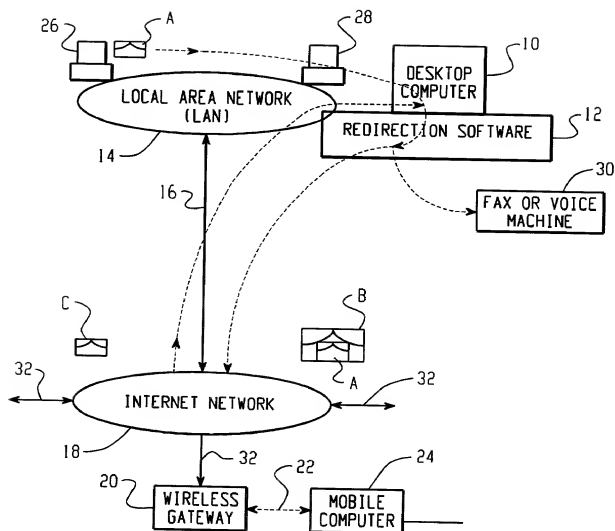 26
A
28
10
DESKTOP
COMPUTER
LOCAL AREA NETWORK
(LAN)
REDIRECTION SOFTWARE
12
14
16
30
FAX OR VOICE
MACHINE
C
B
A
32
INTERNET NETWORK
32
18
32
20
WIRELESS
GATEWAY
22
24
MOBILE
COMPUTER